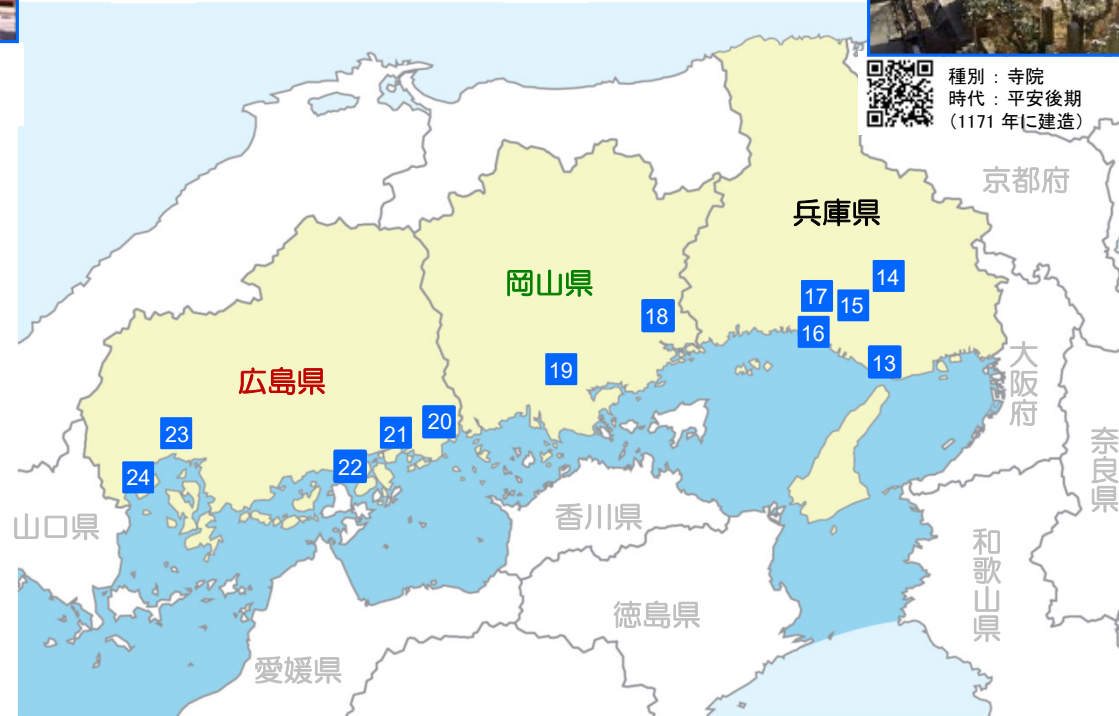 種別 : 寺院
時代 : 平安後期
(1171 年に建造)
京都府
兵庫県
岡山県
14
17
15
18
16
13
大阪府
19
広島県
20
21
23
22
24
奈良県
山口県
香川県
和歌山県
徳島県
愛媛県